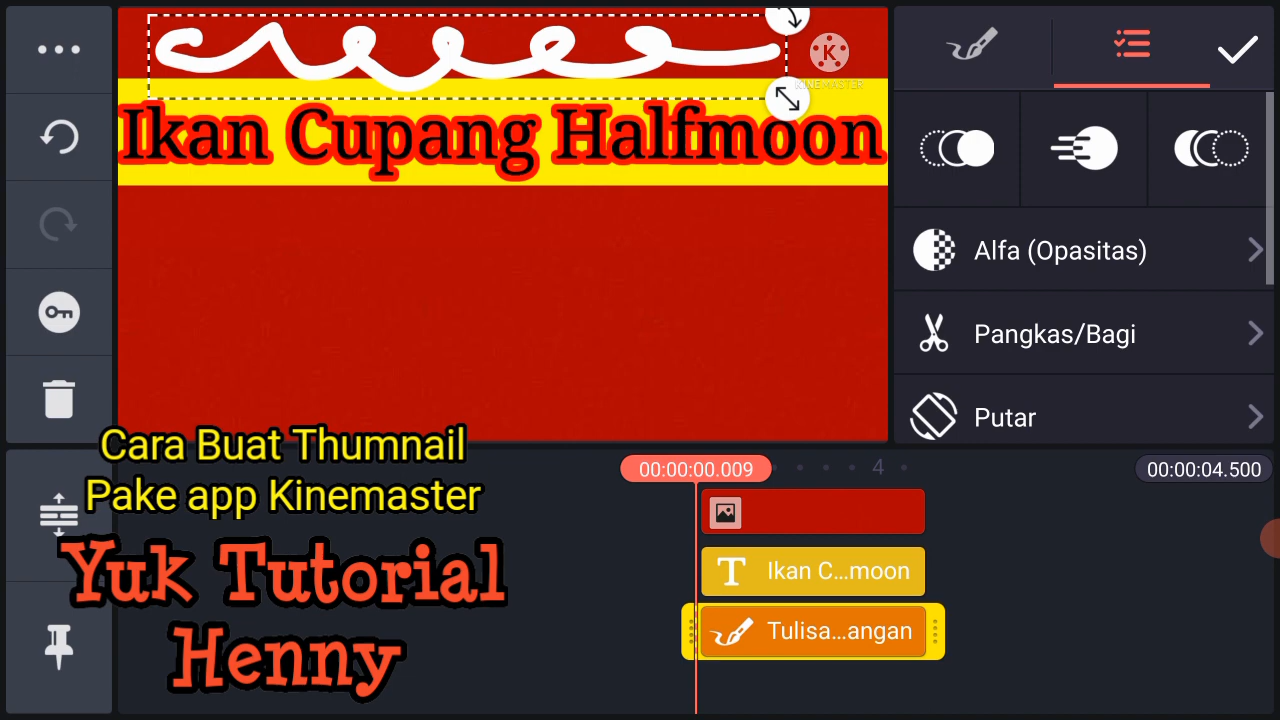 K
KINEMASTER
Ikan Cupang Halfmoon
Alfa (Opasitas)
Pangkas/Bagi
Putar
Cara Buat Thumnail
Pake app Kinemaster
Yuk Tutorial
Henny
00:00:00.009
4
00:00:04.500
T Ikan C...moon
Tulisa...angan